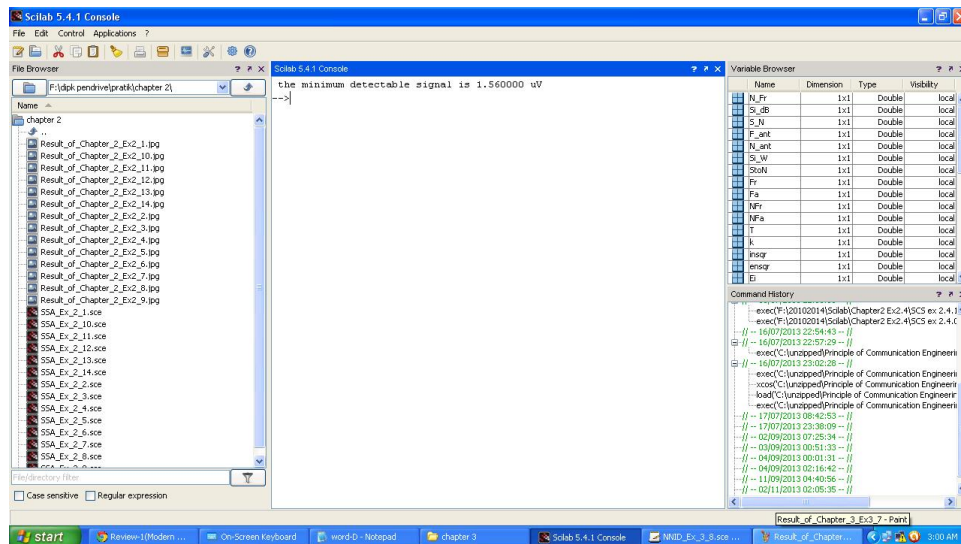 Scilab 5.4.1 Console
File Edit Control Applications ?
File Browser
F:\dipk pendrive\pratik\chapter 2\
Name
chapter 2
..
Result_of_Chapter_2_Ex2_1.jpg
Result_of_Chapter_2_Ex2_10.jpg
Result_of_Chapter_2_Ex2_11.jpg
Result_of_Chapter_2_Ex2_12.jpg
Result_of_Chapter_2_Ex2_13.jpg
Result_of_Chapter_2_Ex2_14.jpg
Result_of_Chapter_2_Ex2_2.jpg
Result_of_Chapter_2_Ex2_3.jpg
Result_of_Chapter_2_Ex2_4.jpg
Result_of_Chapter_2_Ex2_5.jpg
Result_of_Chapter_2_Ex2_6.jpg
Result_of_Chapter_2_Ex2_7.jpg
Result_of_Chapter_2_Ex2_8.jpg
Result_of_Chapter_2_Ex2_9.jpg
SSA_Ex_2_1.sce
SSA_Ex_2_10.sce
SSA_Ex_2_11.sce
SSA_Ex_2_12.sce
SSA_Ex_2_13.sce
SSA_Ex_2_14.sce
SSA_Ex_2_2.sce
SSA_Ex_2_3.sce
SSA_Ex_2_4.sce
SSA_Ex_2_5.sce
SSA_Ex_2_6.sce
SSA_Ex_2_7.sce
SSA_Ex_2_8.sce
File/directory filter
Case sensitive Regular expression
Scilab 5.4.1 Console
the minimum detectable signal is 1.560000 uV
-->
Variable Browser
Name Dimension Type Visibility
N_Fr 1x1 Double local
Si_dB 1x1 Double local
S_N 1x1 Double local
F_ant 1x1 Double local
N_ant 1x1 Double local
Si_W 1x1 Double local
StoN 1x1 Double local
Fr 1x1 Double local
Fa 1x1 Double local
NFr 1x1 Double local
NFa 1x1 Double local
T 1x1 Double local
k 1x1 Double local
insqr 1x1 Double local
ensqr 1x1 Double local
Ei 1x1 Double local
Command History
exec('F:\20102014\Scilab\Chapter2 Ex2.4\SCS ex 2.4.1
exec('F:\20102014\Scilab\Chapter2 Ex2.4\SCS ex 2.4.
// -- 16/07/2013 22:54:43 -- //
// -- 16/07/2013 22:57:29 -- //
exec('C:\unzipped\Principle of Communication Engineerin
// -- 16/07/2013 23:02:28 -- //
exec('C:\unzipped\Principle of Communication Engineerin
xcos('C:\unzipped\Principle of Communication Engineerin
load('C:\unzipped\Principle of Communication Engineerin
exec('C:\unzipped\Principle of Communication Engineerin
// -- 17/07/2013 08:42:53 -- //
// -- 17/07/2013 23:38:09 -- //
// -- 02/09/2013 07:25:34 -- //
// -- 03/09/2013 00:51:33 -- //
// -- 04/09/2013 00:01:31 -- //
// -- 04/09/2013 02:16:42 -- //
// -- 11/09/2013 04:40:56 -- //
// -- 02/11/2013 02:05:35 -- //
Result_of_Chapter_3_Ex3_7 - Paint
start Review-1(Modern ... On-Screen Keyboard word-D - Notepad chapter 3 Scilab 5.4.1 Console NNID_Ex_3_8.sce ... Result_of_Chapter... 3:00 AM